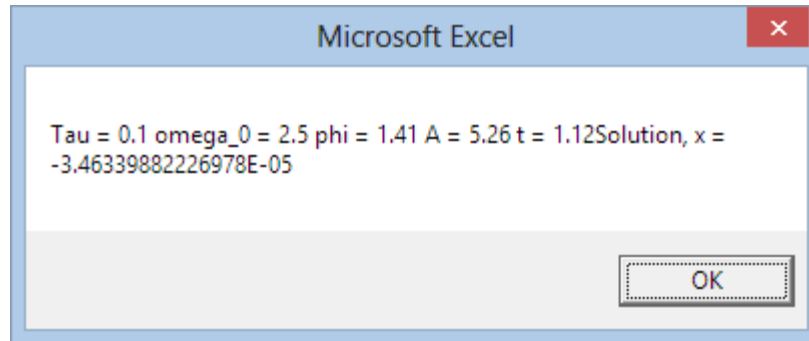 Microsoft Excel
Tau = 0.1 omega_0 = 2.5 phi = 1.41 A = 5.26 t = 1.12Solution, x =
-3.46339882226978E-05
OK